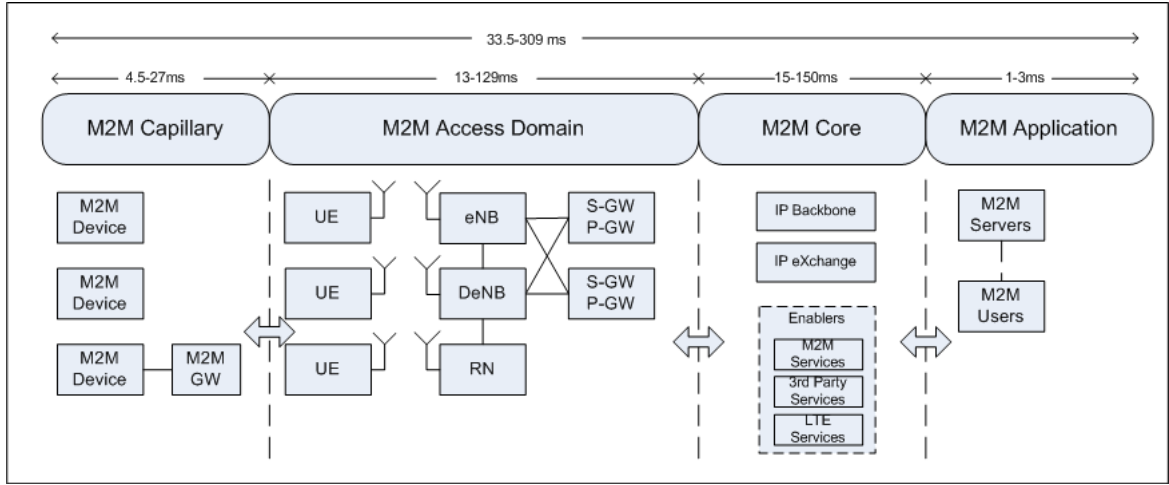 33.5-309 ms
4.5-27ms
13-129ms
15-150ms
1-3ms
M2M Capillary
M2M Access Domain
M2M Core
M2M Application
M2M
Device
UE
eNB
S-GW
P-GW
IP Backbone
M2M
Servers
IP eXchange
M2M
Device
UE
DeNB
S-GW
P-GW
M2M
Users
Enablers
M2M
Device
M2M
GW
UE
RN
M2M
Services
3rd Party
Services
LTE
Services